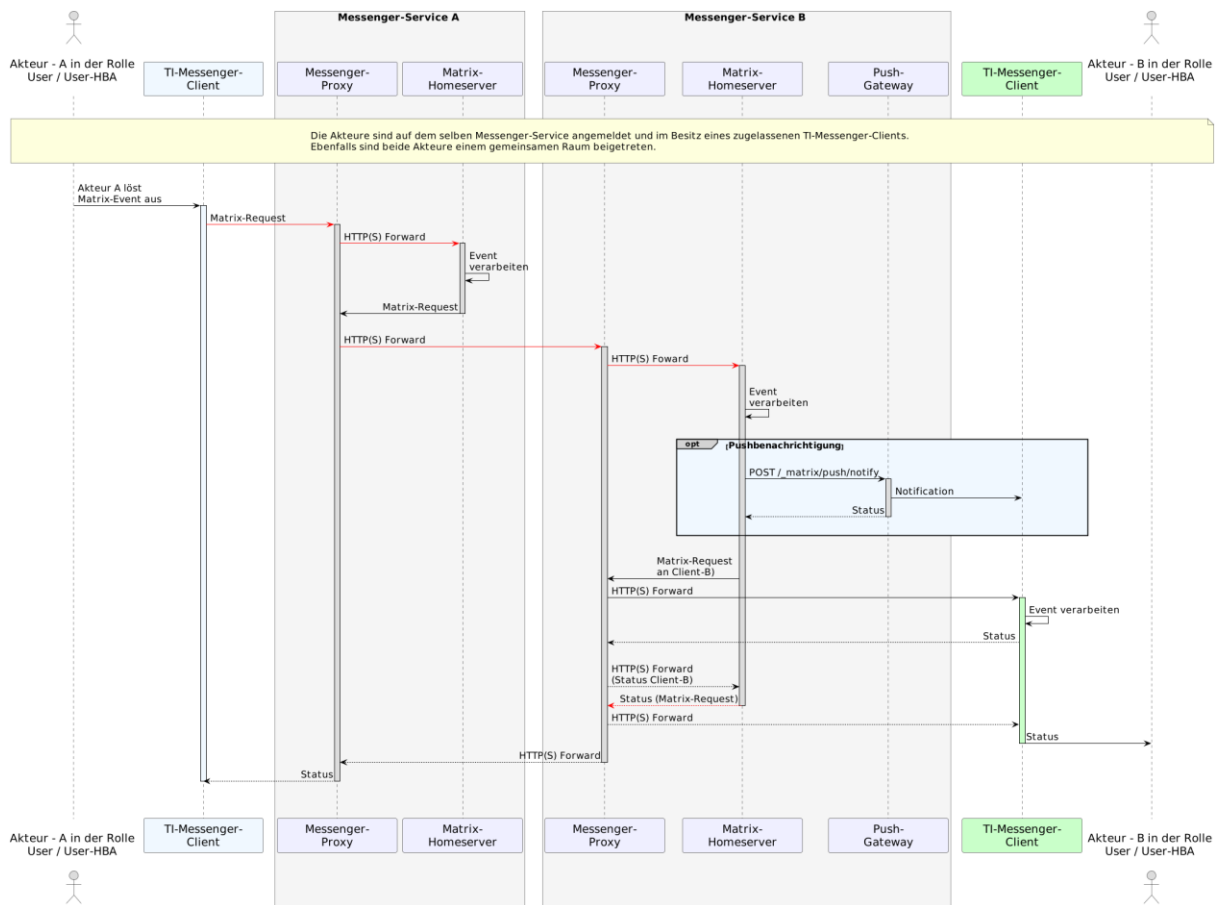 Messenger-Service A
Messenger-Service B
Akteur - A in der Rolle
User / User-HBA
TI-Messenger-
Client
Messenger-
Proxy
Matrix-
Homeserver
Messenger-
Proxy
Matrix-
Homeserver
Push-
Gateway
TI-Messenger-
Client
Akteur - B in der Rolle
User / User-HBA
Die Akteure sind auf dem selben Messenger-Service angemeldet und im Besitz eines zugelassenen TI-Messenger-Clients.
Ebenfalls sind beide Akteure einem gemeinsamen Raum beigetreten.
Akteur A löst
Matrix-Event aus
Matrix-Request
HTTP(S) Forward
Event
verarbeiten
Matrix-Request
HTTP(S) Forward
HTTP(S) Foward
Event
verarbeiten
opt
[Pushbenachrichtigung]
POST /_matrix/push/notify
Notification
Status
Matrix-Request
an Client-B)
HTTP(S) Forward
Event verarbeiten
Status
HTTP(S) Forward
(Status Client-B)
Status (Matrix-Request)
HTTP(S) Forward
Status
HTTP(S) Forward
Status
Akteur - A in der Rolle
User / User-HBA
TI-Messenger-
Client
Messenger-
Proxy
Matrix-
Homeserver
Messenger-
Proxy
Matrix-
Homeserver
Push-
Gateway
TI-Messenger-
Client
Akteur - B in der Rolle
User / User-HBA